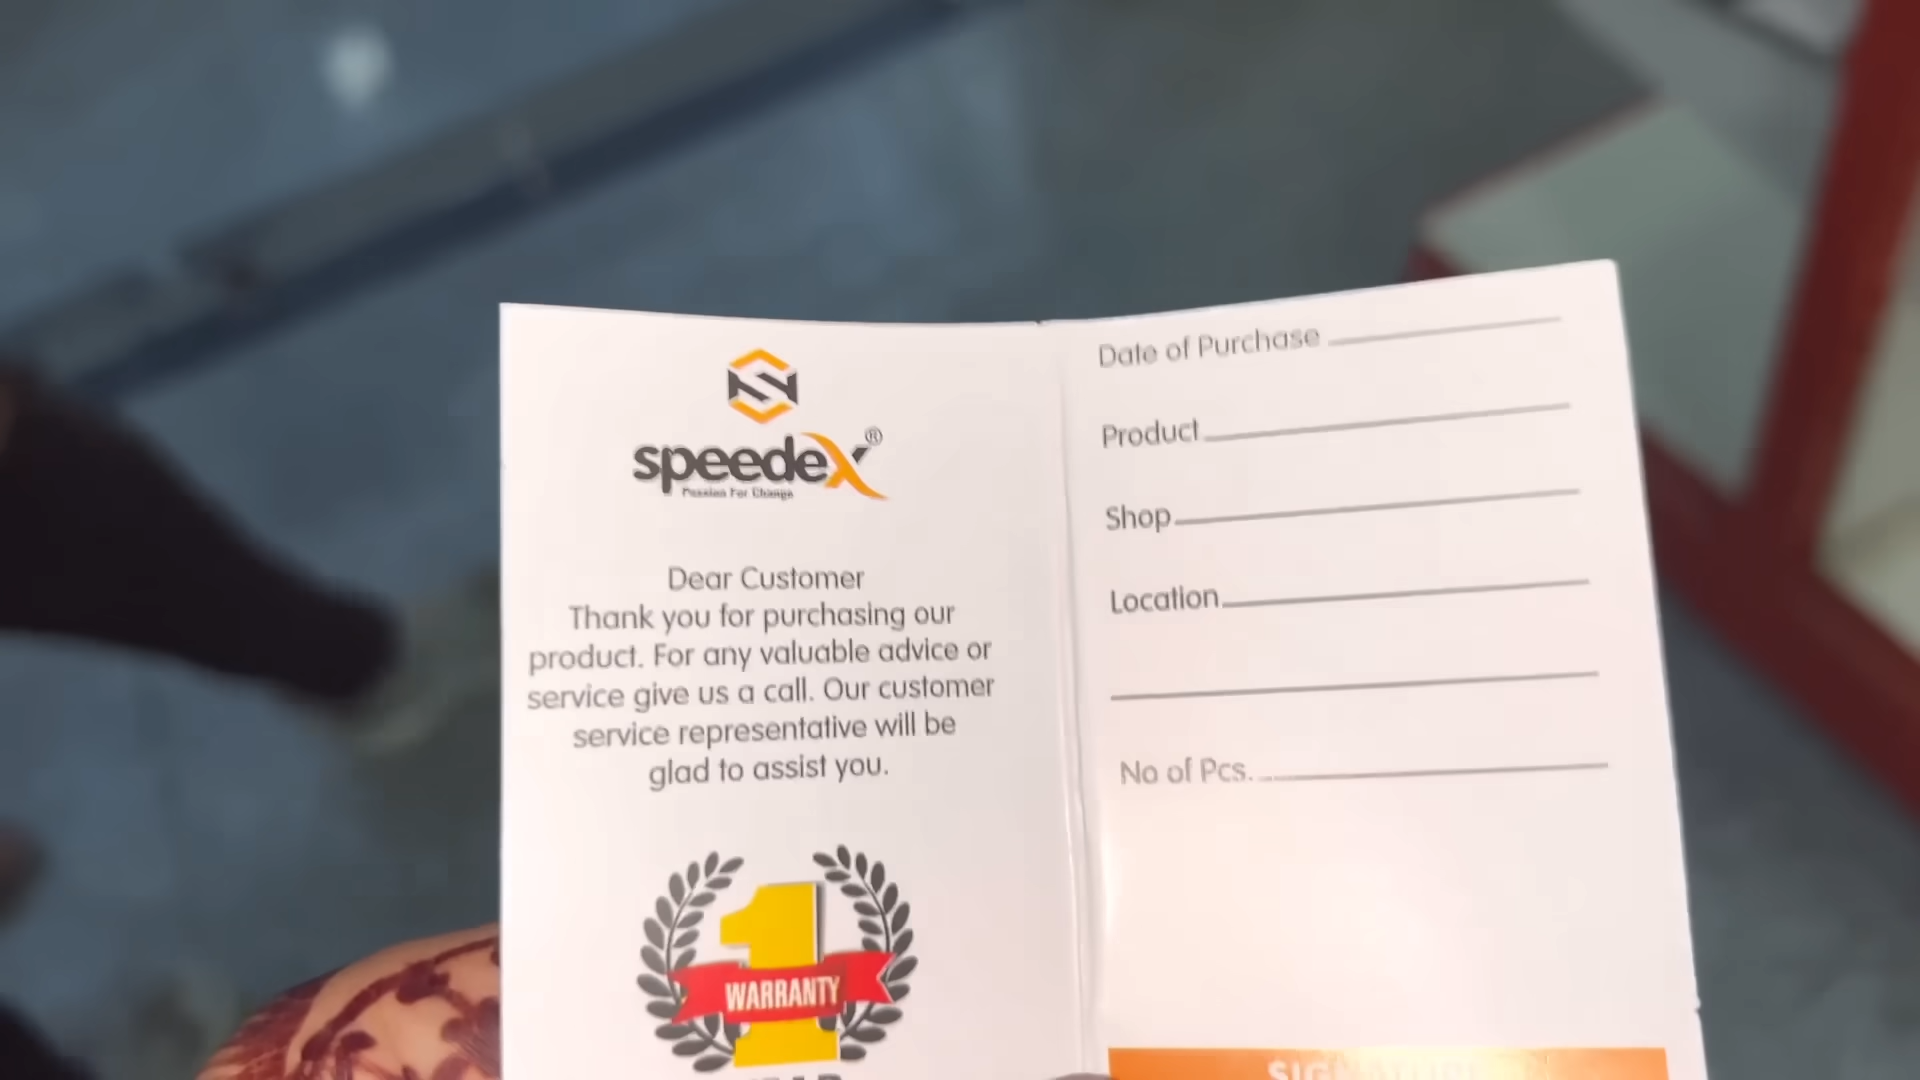 speedex®
Passion For Change
Dear Customer
Thank you for purchasing our
product. For any valuable advice or
service give us a call. Our customer
service representative will be
glad to assist you.
1
WARRANTY
Date of Purchase
Product
Shop
Location
No of Pcs.